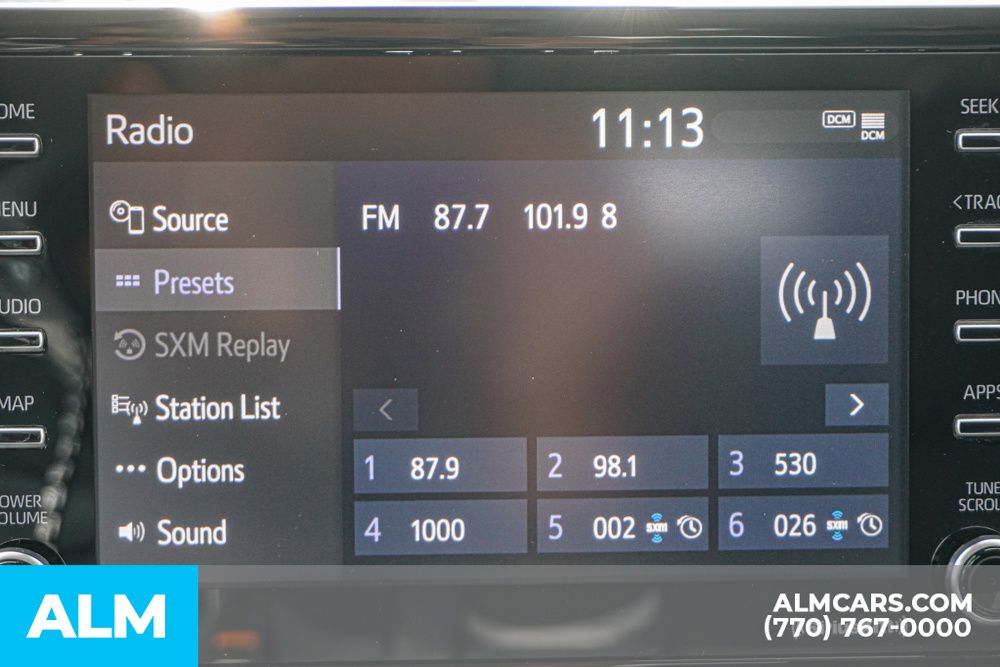 Radio 11:13 DCM
DCM
OME
SEEK
Source
FM 87.7 101.9 8
ENU
<TRAC
Presets
UDIO
PHON
SXM Replay
MAP
Station List
APPS
1 87.9 2 98.1 3 530
Options
OWER
OLUME
TUNE
SCROL
4 1000 5 002 SXM 6 026 SXM
Sound
ALM
ALMCARS.COM
(770) 767-0000